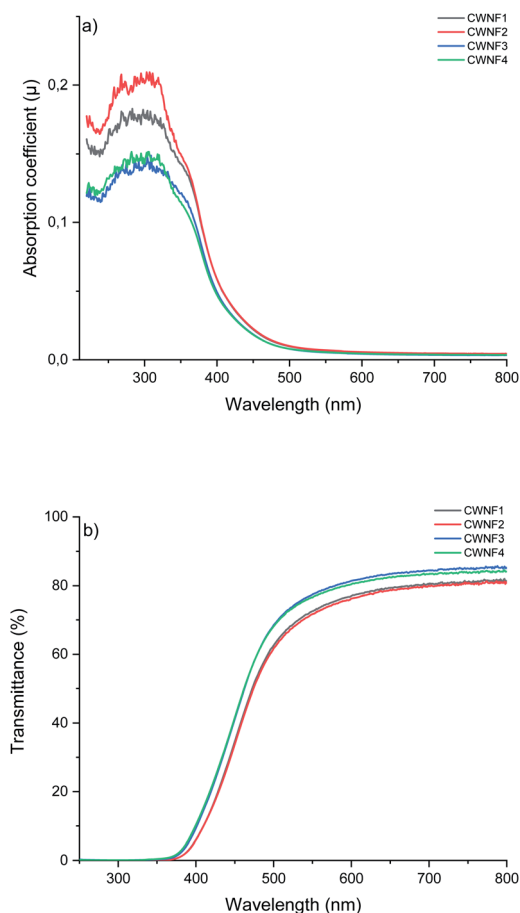 a)
CWNF1
CWNF2
CWNF3
CWNF4
Absorption coefficient (μ)
0,2
0,1
0,0
300 400 500 600 700 800
Wavelength (nm)
b)
CWNF1
CWNF2
CWNF3
CWNF4
Transmittance (%)
100
80
60
40
20
0
300 400 500 600 700 800
Wavelength (nm)